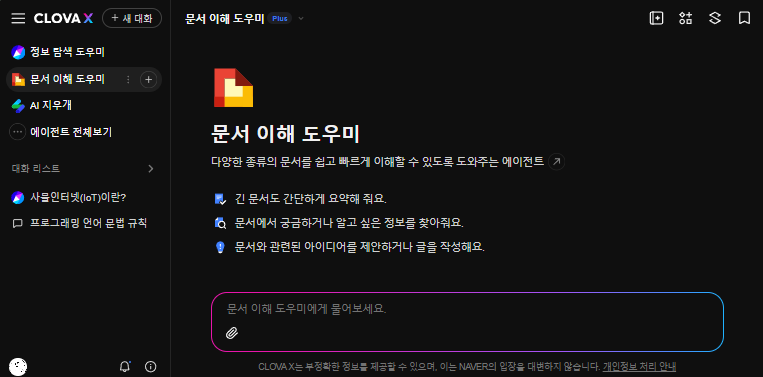 CLOVA X
+ 새 대화
정보 탐색 도우미
문서 이해 도우미
AI 지우개
에이전트 전체보기
대화 리스트
사물인터넷(IoT)이란?
프로그래밍 언어 문법 규칙
문서 이해 도우미 Plus
문서 이해 도우미
다양한 종류의 문서를 쉽고 빠르게 이해할 수 있도록 도와주는 에이전트
긴 문서도 간단하게 요약해 줘요.
문서에서 궁금하거나 알고 싶은 정보를 찾아줘요.
문서와 관련된 아이디어를 제안하거나 글을 작성해요.
문서 이해 도우미에게 물어보세요.
CLOVA X는 부정확한 정보를 제공할 수 있으며, 이는 NAVER의 입장을 대변하지 않습니다. 개인정보 처리 안내